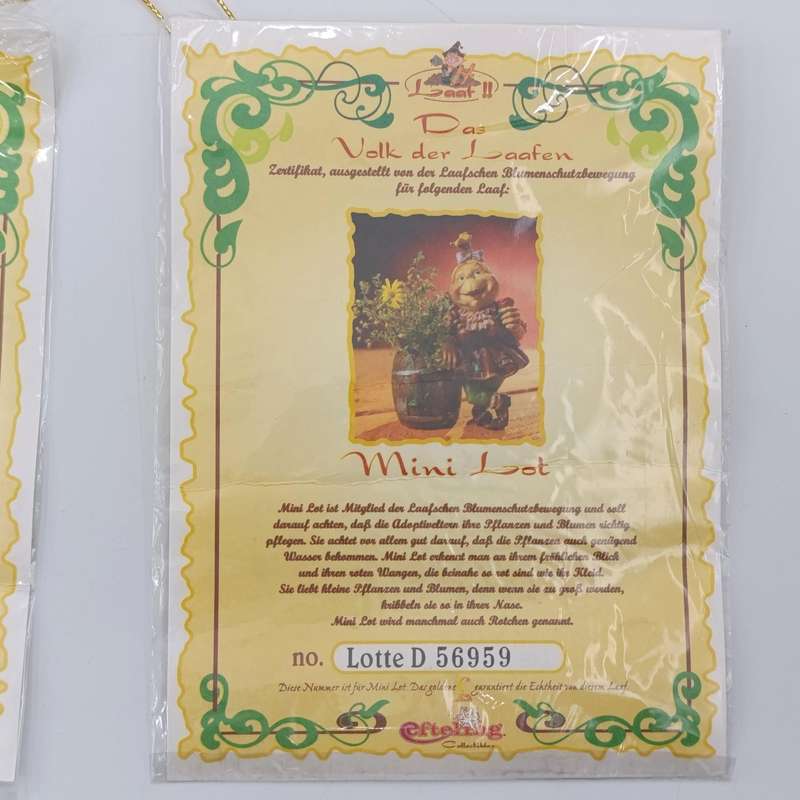 Laaf!!
Das
Volk der Laafen
Zertifikat, ausgestellt von der Laafschen Blumenschutzbewegung
für folgenden Laaf:
Mini Lot
Mini Lot ist Mitglied der Laafschen Blumenschutzbewegung und soll
darauf achten, daß die Adoptiveltern ihre Pflanzen und Blumen richtig
pflegen. Sie achtet vor allem gut darauf, daß die Pflanzen auch genügend
Wasser bekommen. Mini Lot erkennt man an ihrem fröhlichen Blick
und ihren roten Wangen, die beinahe so rot sind wie ihr Kleid.
Sie liebt kleine Pflanzen und Blumen, denn wenn sie zu groß werden,
kribbeln sie so in ihrer Nase.
Mini Lot wird manchmal auch Rotchen genannt.
no. Lotte D 56959
Diese Nummer ist für Mini Lot. Das goldene L garantiert die Echtheit von diesem Laaf.
efteling
Collectibles